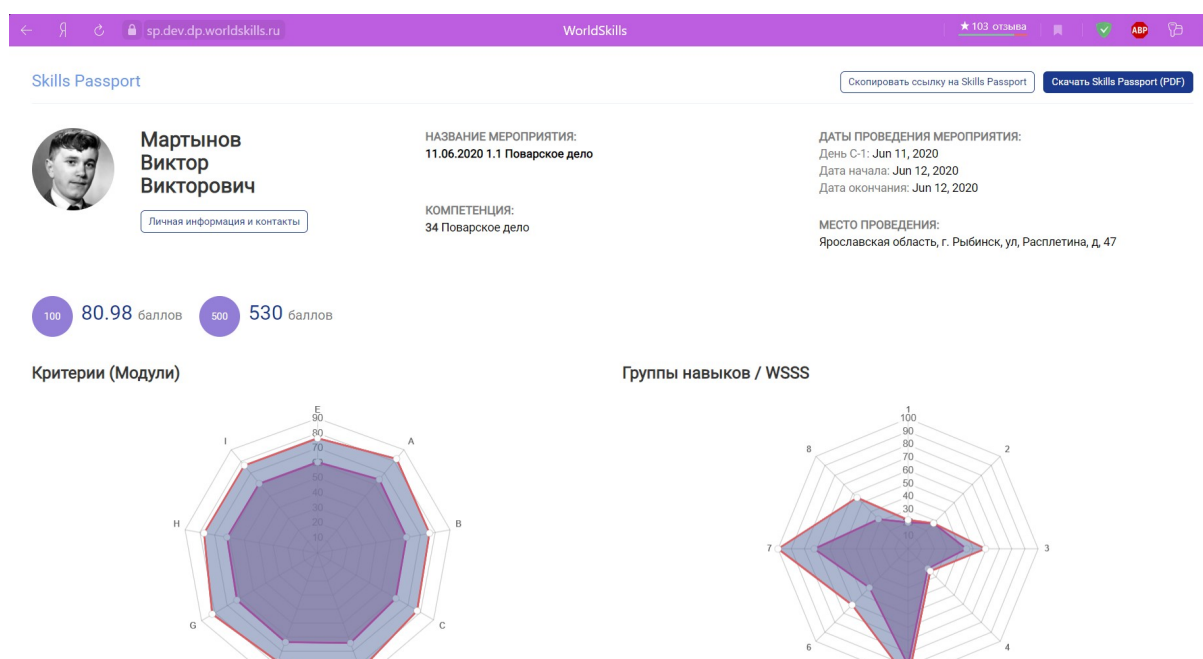 sp.dev.dp.worldskills.ru
WorldSkills
★ 103 отзыва
ABP
Skills Passport
Скопировать ссылку на Skills Passport
Скачать Skills Passport (PDF)
Мартынов
Виктор
Викторович
Личная информация и контакты
НАЗВАНИЕ МЕРОПРИЯТИЯ:
11.06.2020 1.1 Поварское дело
КОМПЕТЕНЦИЯ:
34 Поварское дело
ДАТЫ ПРОВЕДЕНИЯ МЕРОПРИЯТИЯ:
День С-1: Jun 11, 2020
Дата начала: Jun 12, 2020
Дата окончания: Jun 12, 2020
МЕСТО ПРОВЕДЕНИЯ:
Ярославская область, г. Рыбинск, ул, Расплетина, д, 47
100 80.98 баллов 500 530 баллов
Критерии (Модули)
E
90
80
70
50
40
30
20
10
I
A
H
B
G
C
Группы навыков / WSSS
1
100
90
80
70
60
50
40
30
10
8
2
7
3
6
4